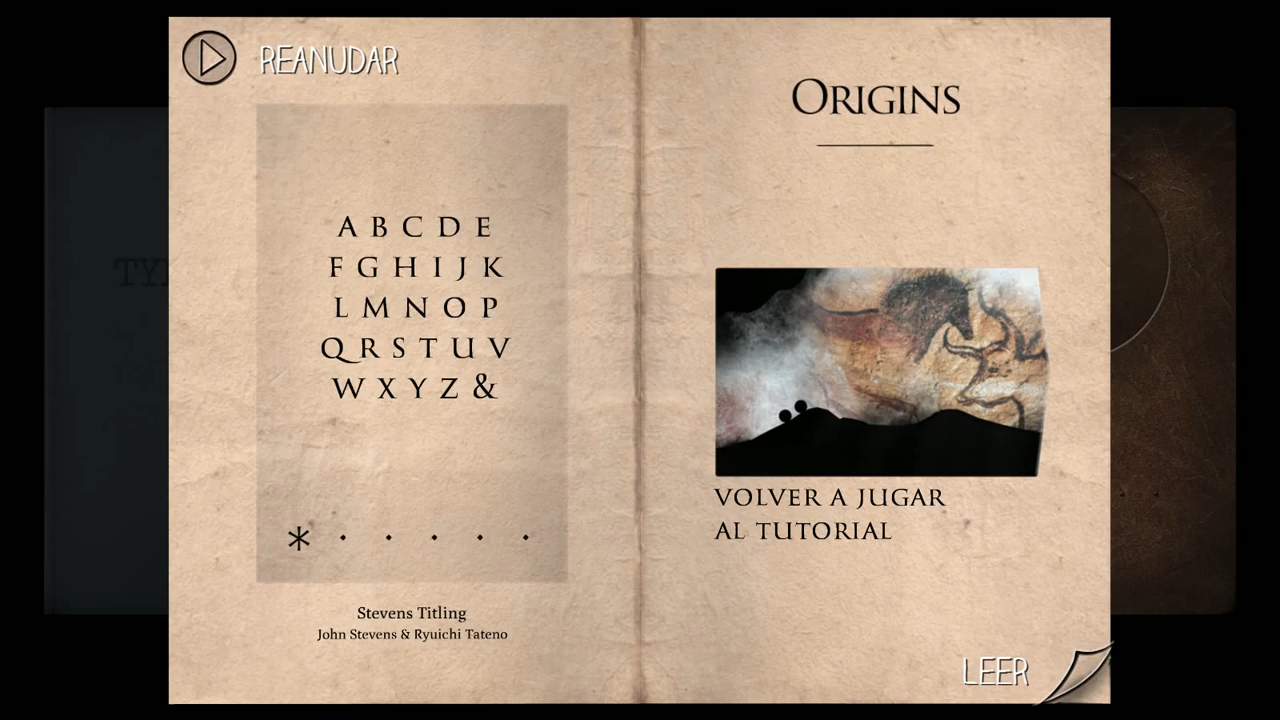 REANUDAR
A B C D E
F G H I J K
L M N O P
Q R S T U V
W X Y Z &
* · · · · ·
Stevens Titling
John Stevens & Ryuichi Tateno
ORIGINS
VOLVER A JUGAR
AL TUTORIAL
LEER